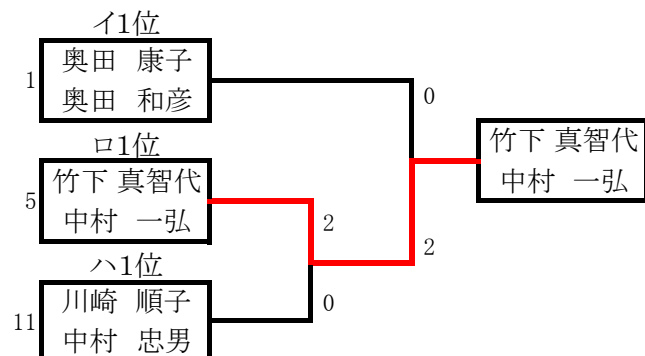 イ1位
1
奥田 康子
奥田 和彦
0
ロ1位
5
竹下 真智代
中村 一弘
2
竹下 真智代
中村 一弘
2
ハ1位
11
川崎 順子
中村 忠男
0